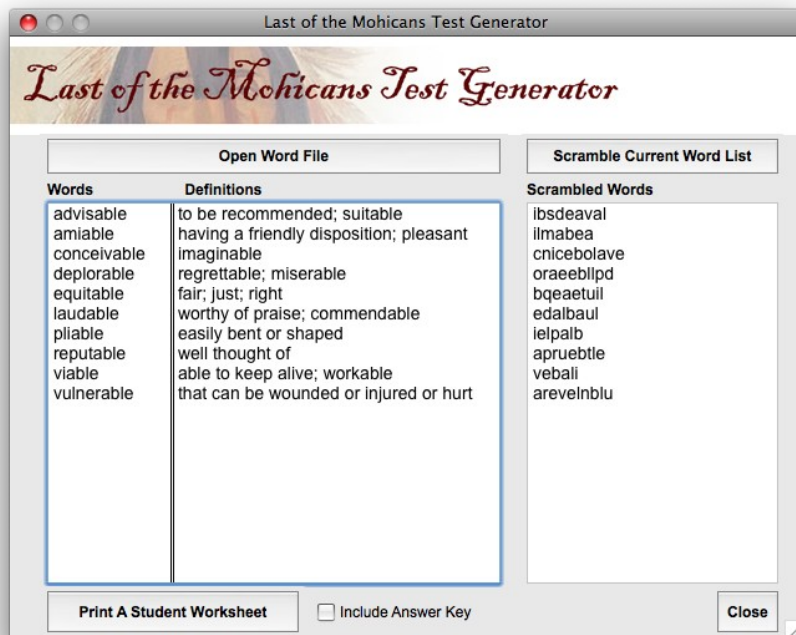 Last of the Mohicans Test Generator
Last of the Mohicans Test Generator
Open Word File
Scramble Current Word List
Words Definitions Scrambled Words
advisable to be recommended; suitable ibsdeaval
amiable having a friendly disposition; pleasant ilmabea
conceivable imaginable cnicebolave
deplorable regrettable; miserable oraeebllpd
equitable fair; just; right bqeaetuil
laudable worthy of praise; commendable edalbaul
pliable easily bent or shaped ielpalb
reputable well thought of apruebtle
viable able to keep alive; workable vebali
vulnerable that can be wounded or injured or hurt arevelnblu
Print A Student Worksheet
Include Answer Key
Close